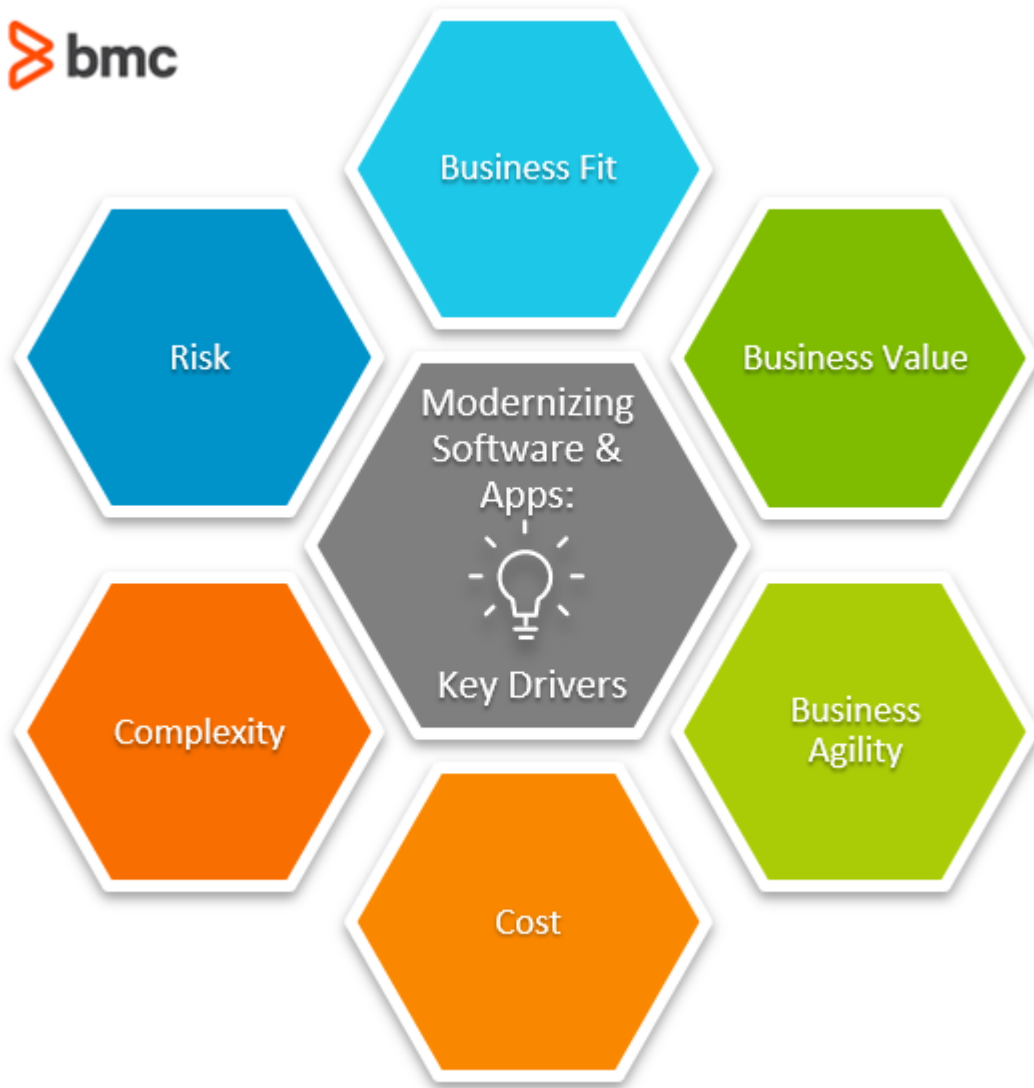 bmc
Business Fit
Risk
Business Value
Modernizing
Software &
Apps:
Key Drivers
Complexity
Business
Agility
Cost